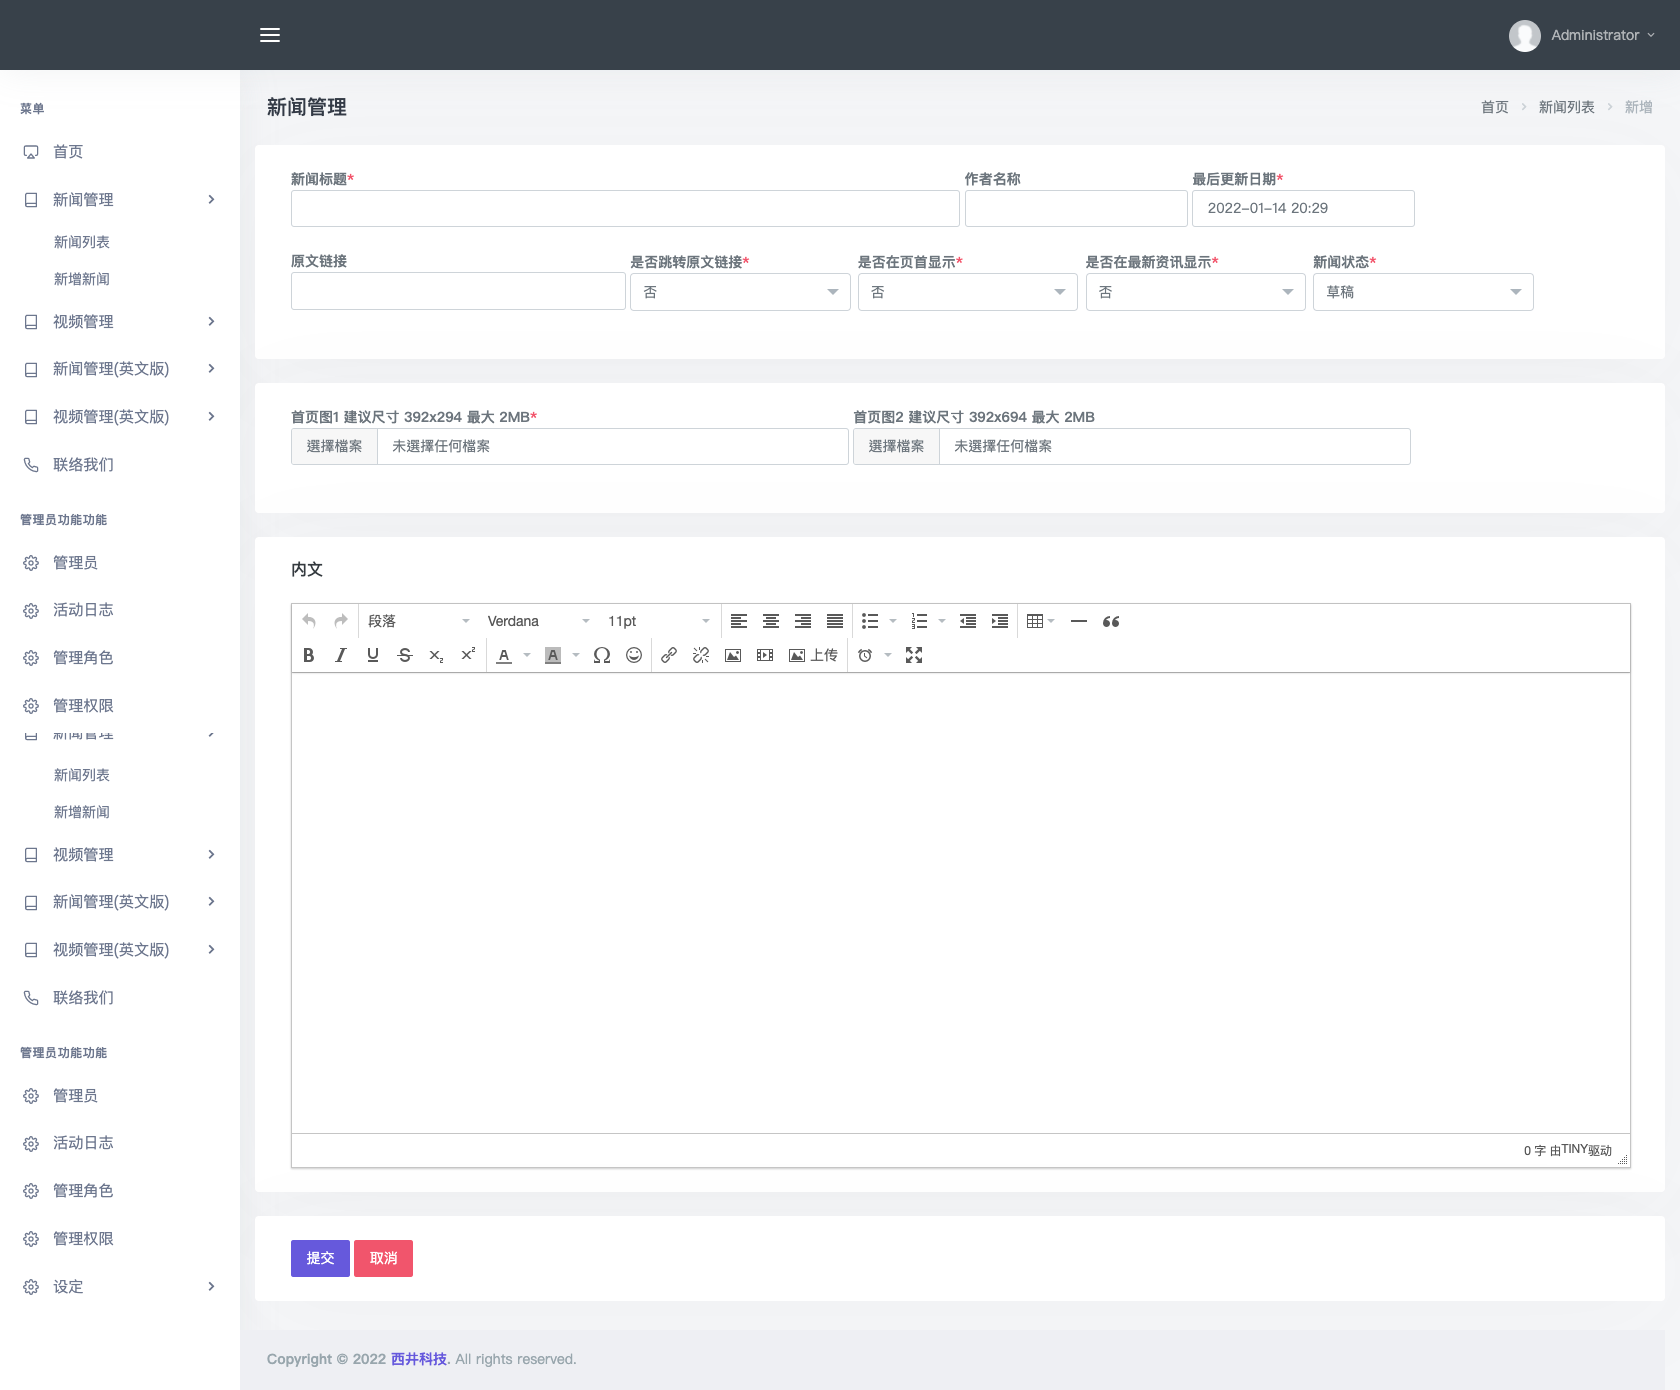 Administrator
菜单
首页
新闻管理
新闻列表
新增新闻
视频管理
新闻管理(英文版)
视频管理(英文版)
联络我们
管理员功能功能
管理员
活动日志
管理角色
管理权限
新闻管理
新闻列表
新增新闻
视频管理
新闻管理(英文版)
视频管理(英文版)
联络我们
管理员功能功能
管理员
活动日志
管理角色
管理权限
设定
新闻管理
首页 新闻列表 新增
新闻标题* 作者名称 最后更新日期*
2022-01-14 20:29
原文链接 是否跳转原文链接* 是否在页首显示* 是否在最新资讯显示* 新闻状态*
否 否 否 草稿
首页图1 建议尺寸 392x294 最大 2MB* 首页图2 建议尺寸 392x694 最大 2MB
選擇檔案 未選擇任何檔案 選擇檔案 未選擇任何檔案
内文
段落 Verdana 11pt
上传
0 字 由TINY驱动
提交 取消
Copyright © 2022 西井科技. All rights reserved.